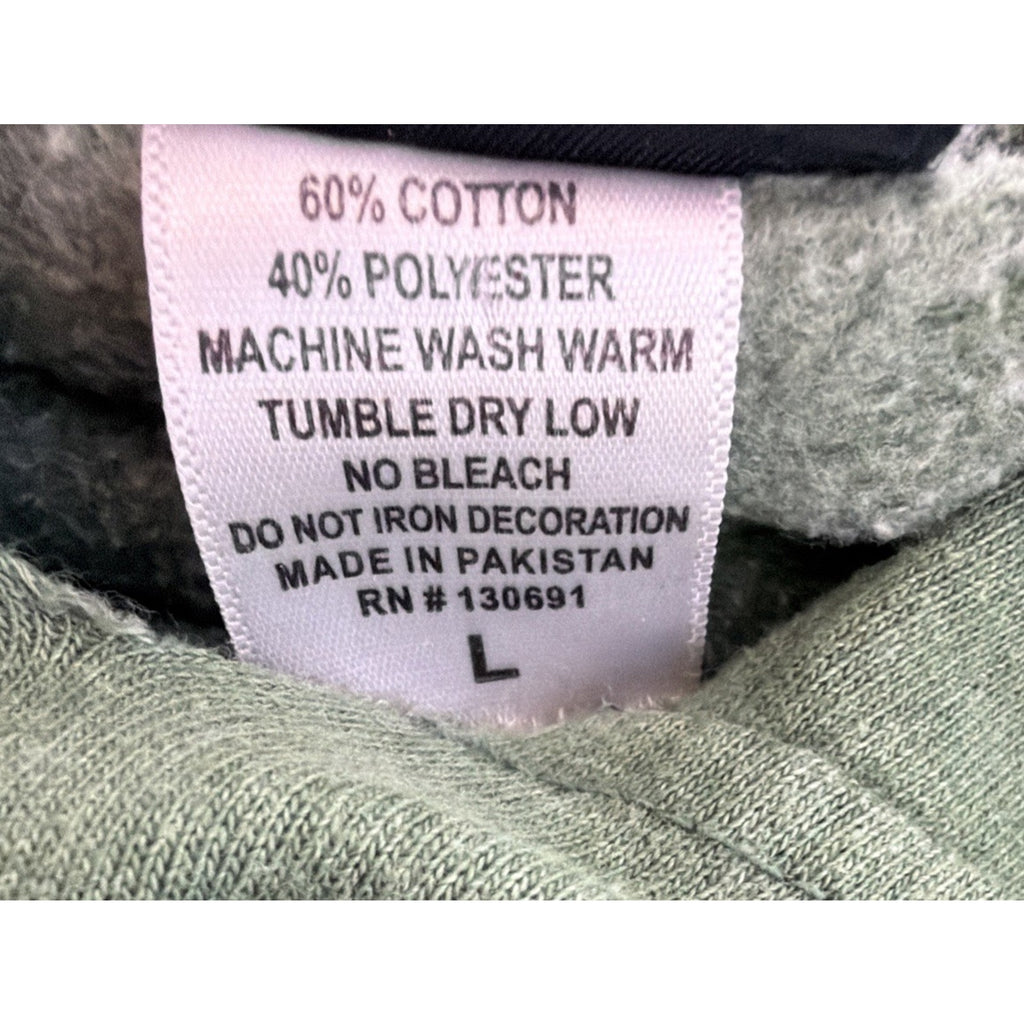 60% COTTON
40% POLYESTER
MACHINE WASH WARM
TUMBLE DRY LOW
NO BLEACH
DO NOT IRON DECORATION
MADE IN PAKISTAN
RN # 130691
L